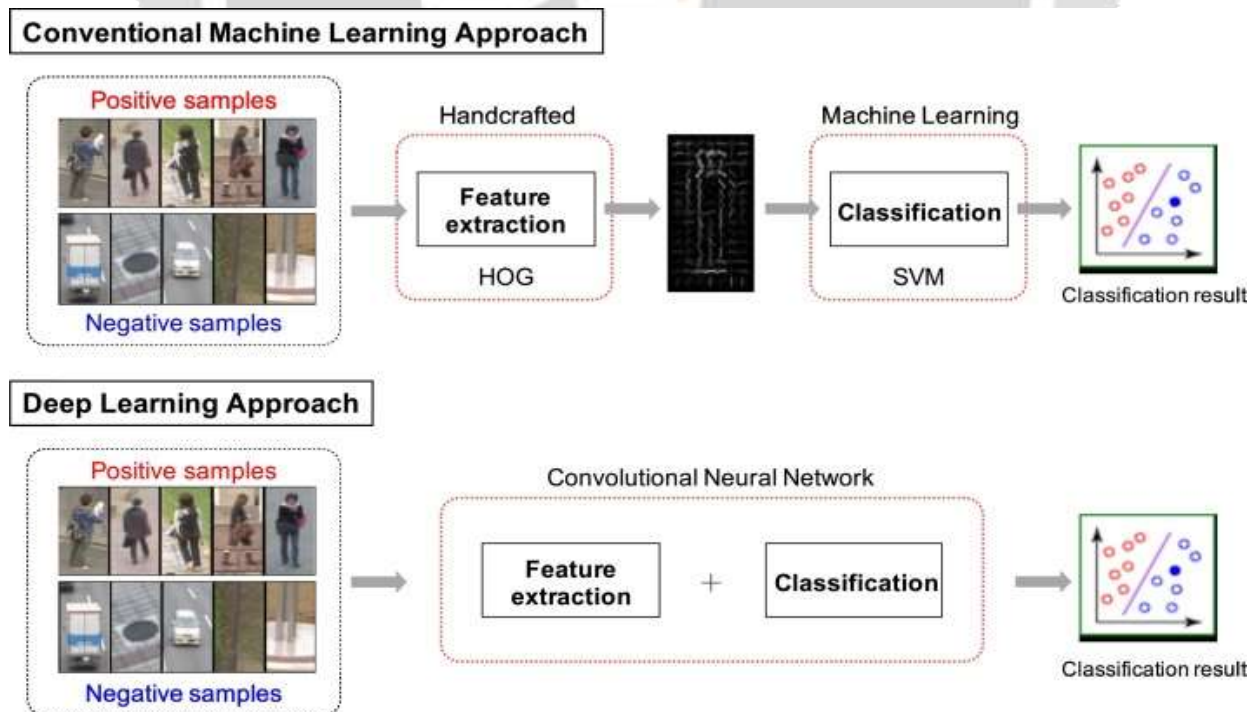 Conventional Machine Learning Approach
Positive samples
Negative samples
Handcrafted
Feature
extraction
HOG
Machine Learning
Classification
SVM
Classification result
Deep Learning Approach
Positive samples
Negative samples
Convolutional Neural Network
Feature
extraction
+
Classification
Classification result